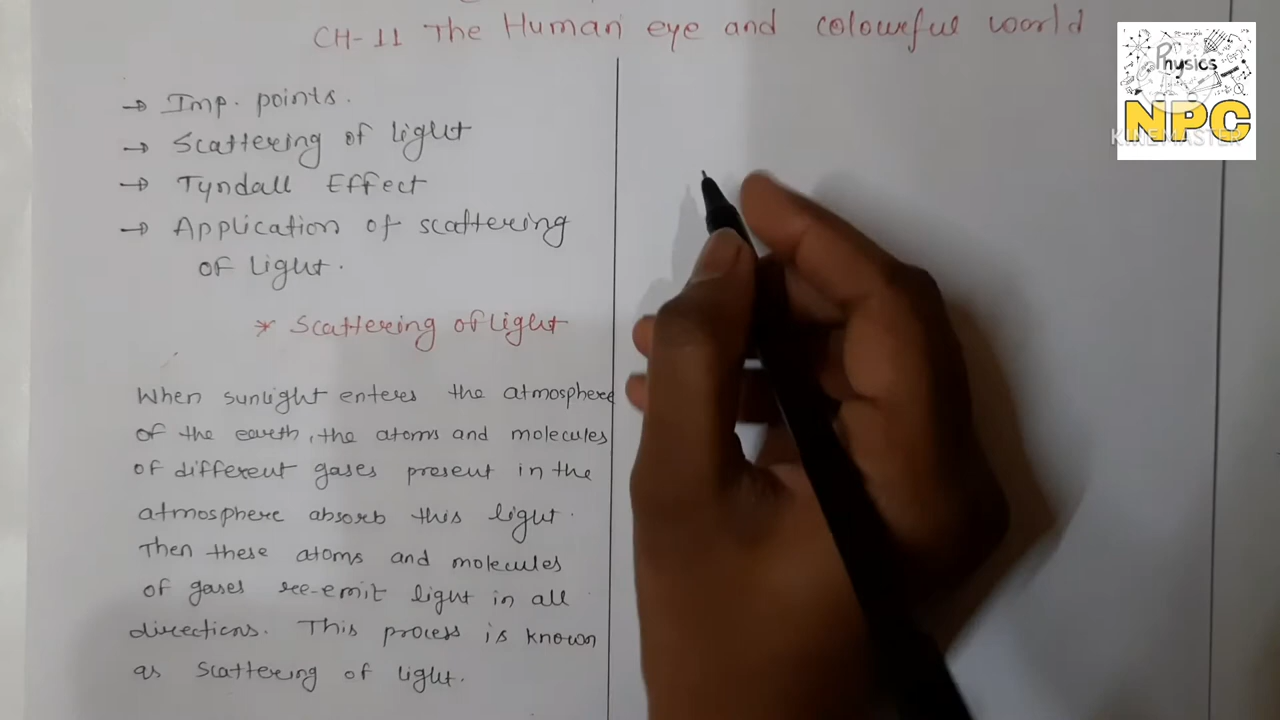 CH-11 The Human eye and colourful world
→ Imp. points.
→ Scattering of light
→ Tyndall Effect
→ Application of scattering
of light.
* Scattering of light
When sunlight enters the atmosphere
of the earth, the atoms and molecules
of different gases present in the
atmosphere absorb this light.
Then these atoms and molecules
of gases re-emit light in all
directions. This process is known
as scattering of light.
Physics
NPC
KINEMASTER